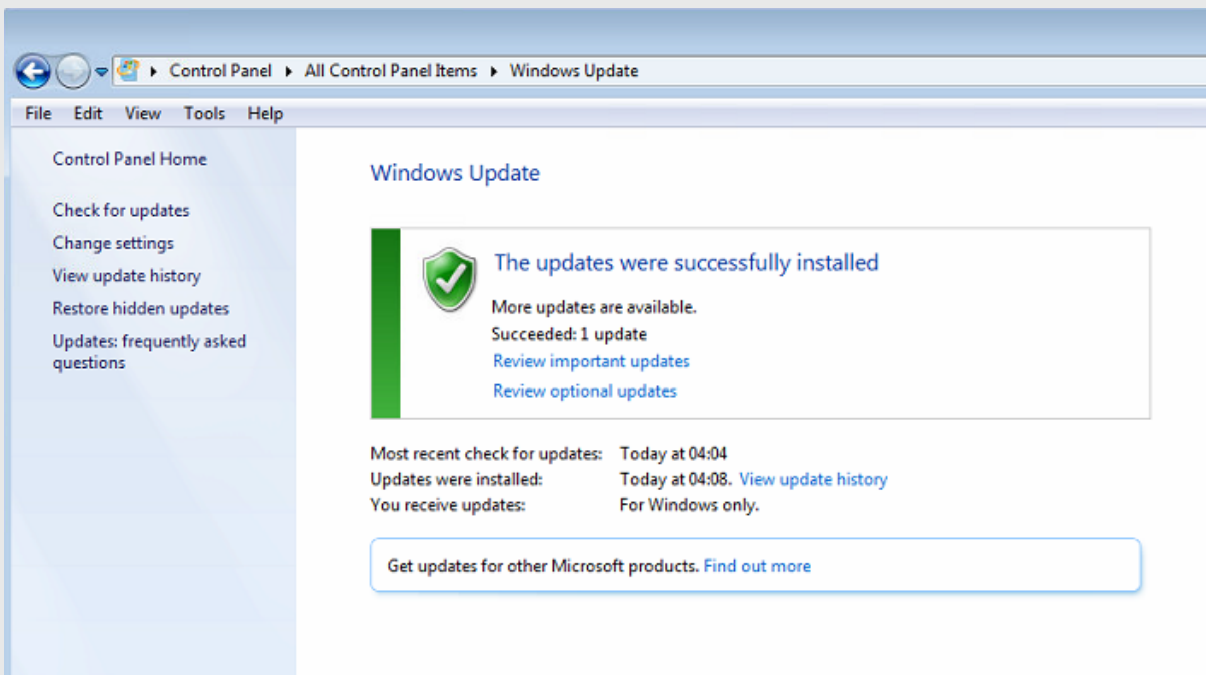 Control Panel ▸ All Control Panel Items ▸ Windows Update
File Edit View Tools Help
Control Panel Home
Check for updates
Change settings
View update history
Restore hidden updates
Updates: frequently asked
questions
Windows Update
The updates were successfully installed
More updates are available.
Succeeded: 1 update
Review important updates
Review optional updates
Most recent check for updates: Today at 04:04
Updates were installed: Today at 04:08. View update history
You receive updates: For Windows only.
Get updates for other Microsoft products. Find out more